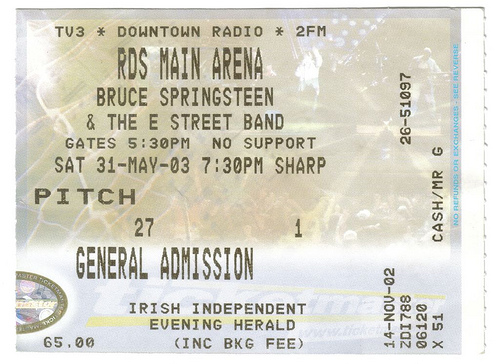 TV3 * DOWNTOWN RADIO * 2FM
RDS MAIN ARENA
BRUCE SPRINGSTEEN
& THE E STREET BAND
GATES 5:30PM NO SUPPORT
SAT 31-MAY-03 7:30PM SHARP
PITCH
27 1
GENERAL ADMISSION
IRISH INDEPENDENT
EVENING HERALD
65.00 (INC BKG FEE)
26-51097
CASH/MR G
14-NOV-02
ZDI788
06120
X 51
NO REFUNDS OR EXCHANGES - SEE REVERSE